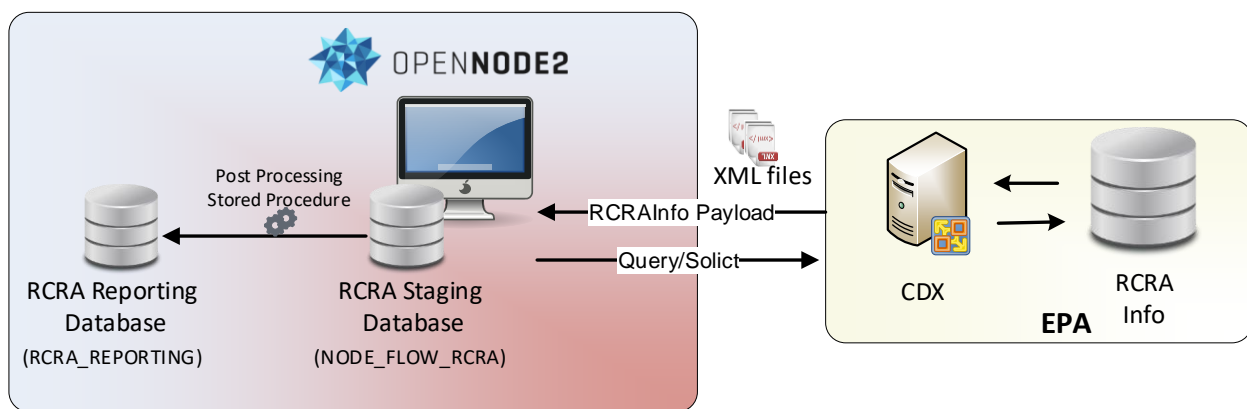 OPENNODE2
Post Processing
Stored Procedure
XML files
RCRAInfo Payload
Query/Solict
RCRA Reporting
Database
(RCRA_REPORTING)
RCRA Staging
Database
(NODE_FLOW_RCRA)
CDX
RCRA
Info
EPA